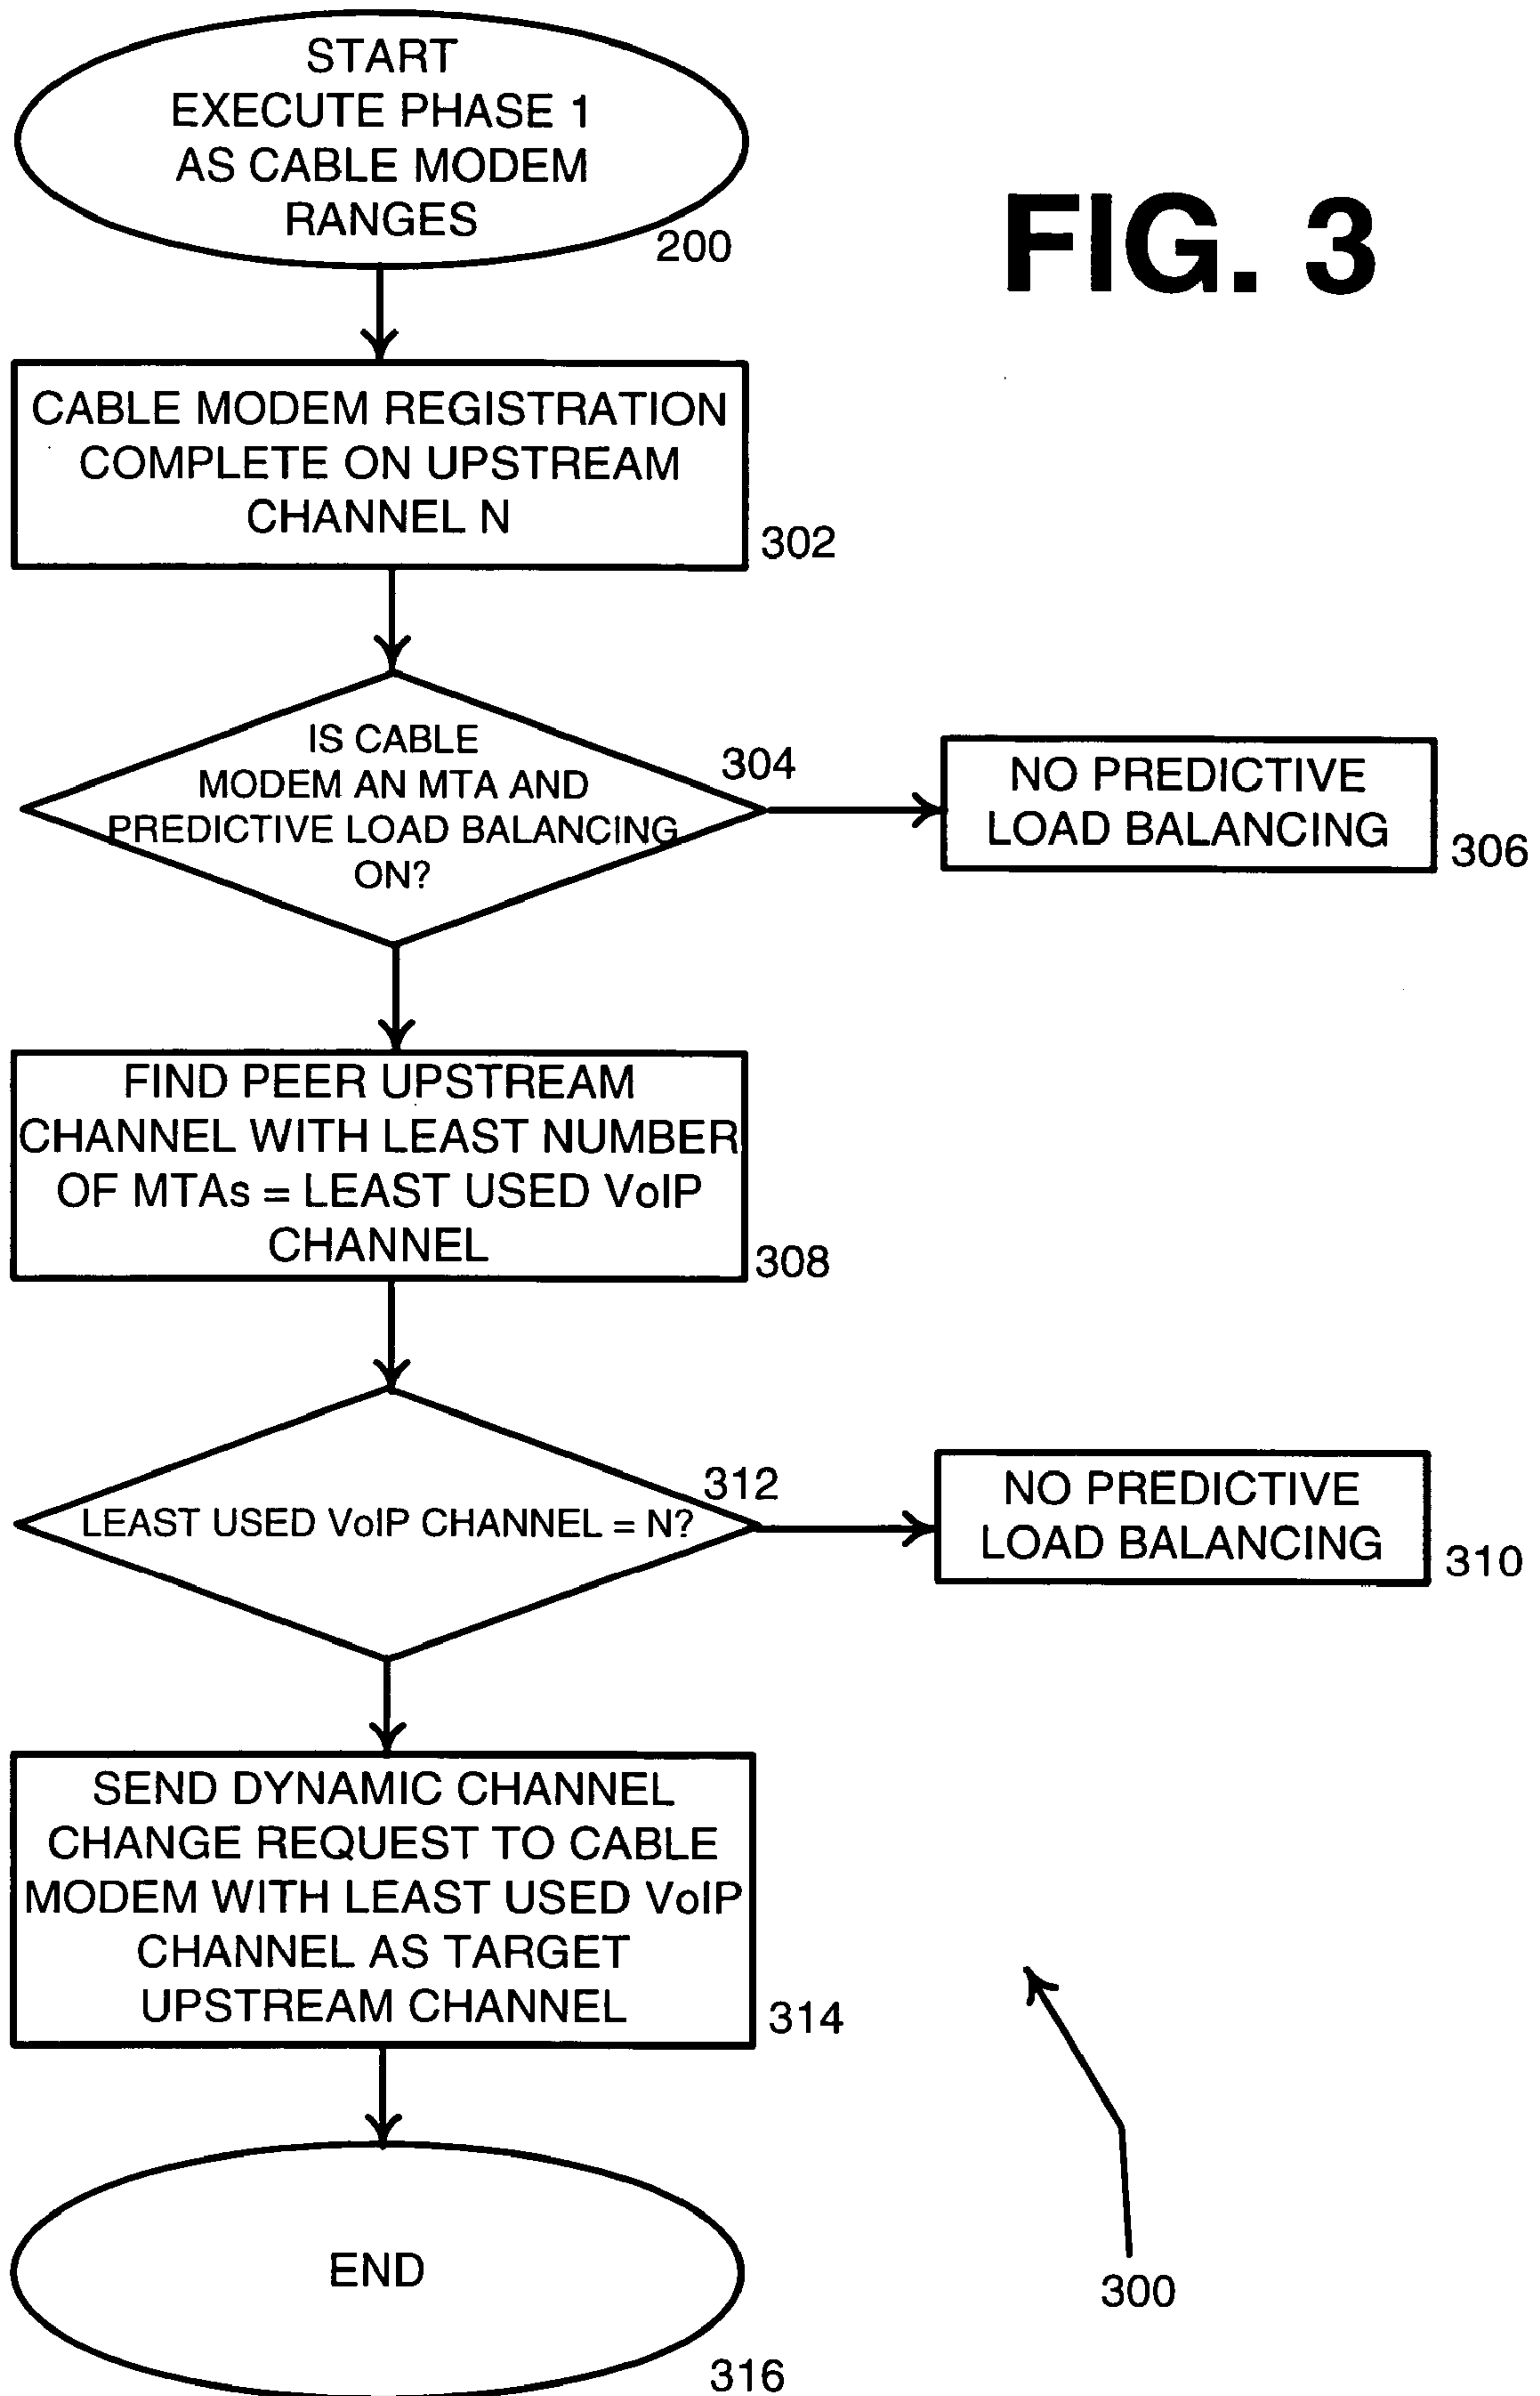 START
EXECUTE PHASE 1
AS CABLE MODEM
RANGES
200
FIG. 3
CABLE MODEM REGISTRATION
COMPLETE ON UPSTREAM
CHANNEL N
302
IS CABLE
MODEM AN MTA AND
PREDICTIVE LOAD BALANCING
ON?
304
NO PREDICTIVE
LOAD BALANCING
306
FIND PEER UPSTREAM
CHANNEL WITH LEAST NUMBER
OF MTAs = LEAST USED VoIP
CHANNEL
308
LEAST USED VoIP CHANNEL = N?
312
NO PREDICTIVE
LOAD BALANCING
310
SEND DYNAMIC CHANNEL
CHANGE REQUEST TO CABLE
MODEM WITH LEAST USED VoIP
CHANNEL AS TARGET
UPSTREAM CHANNEL
314
END
316
300